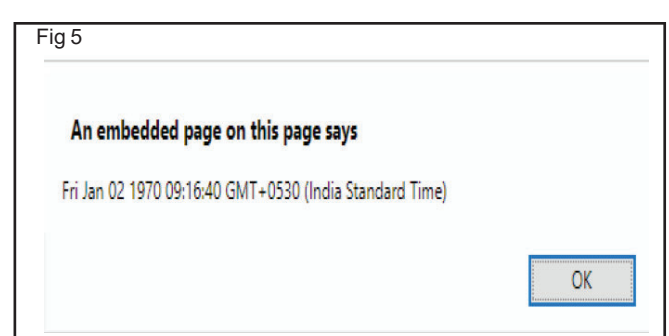 Fig 5
An embedded page on this page says
Fri Jan 02 1970 09:16:40 GMT+0530 (India Standard Time)
OK